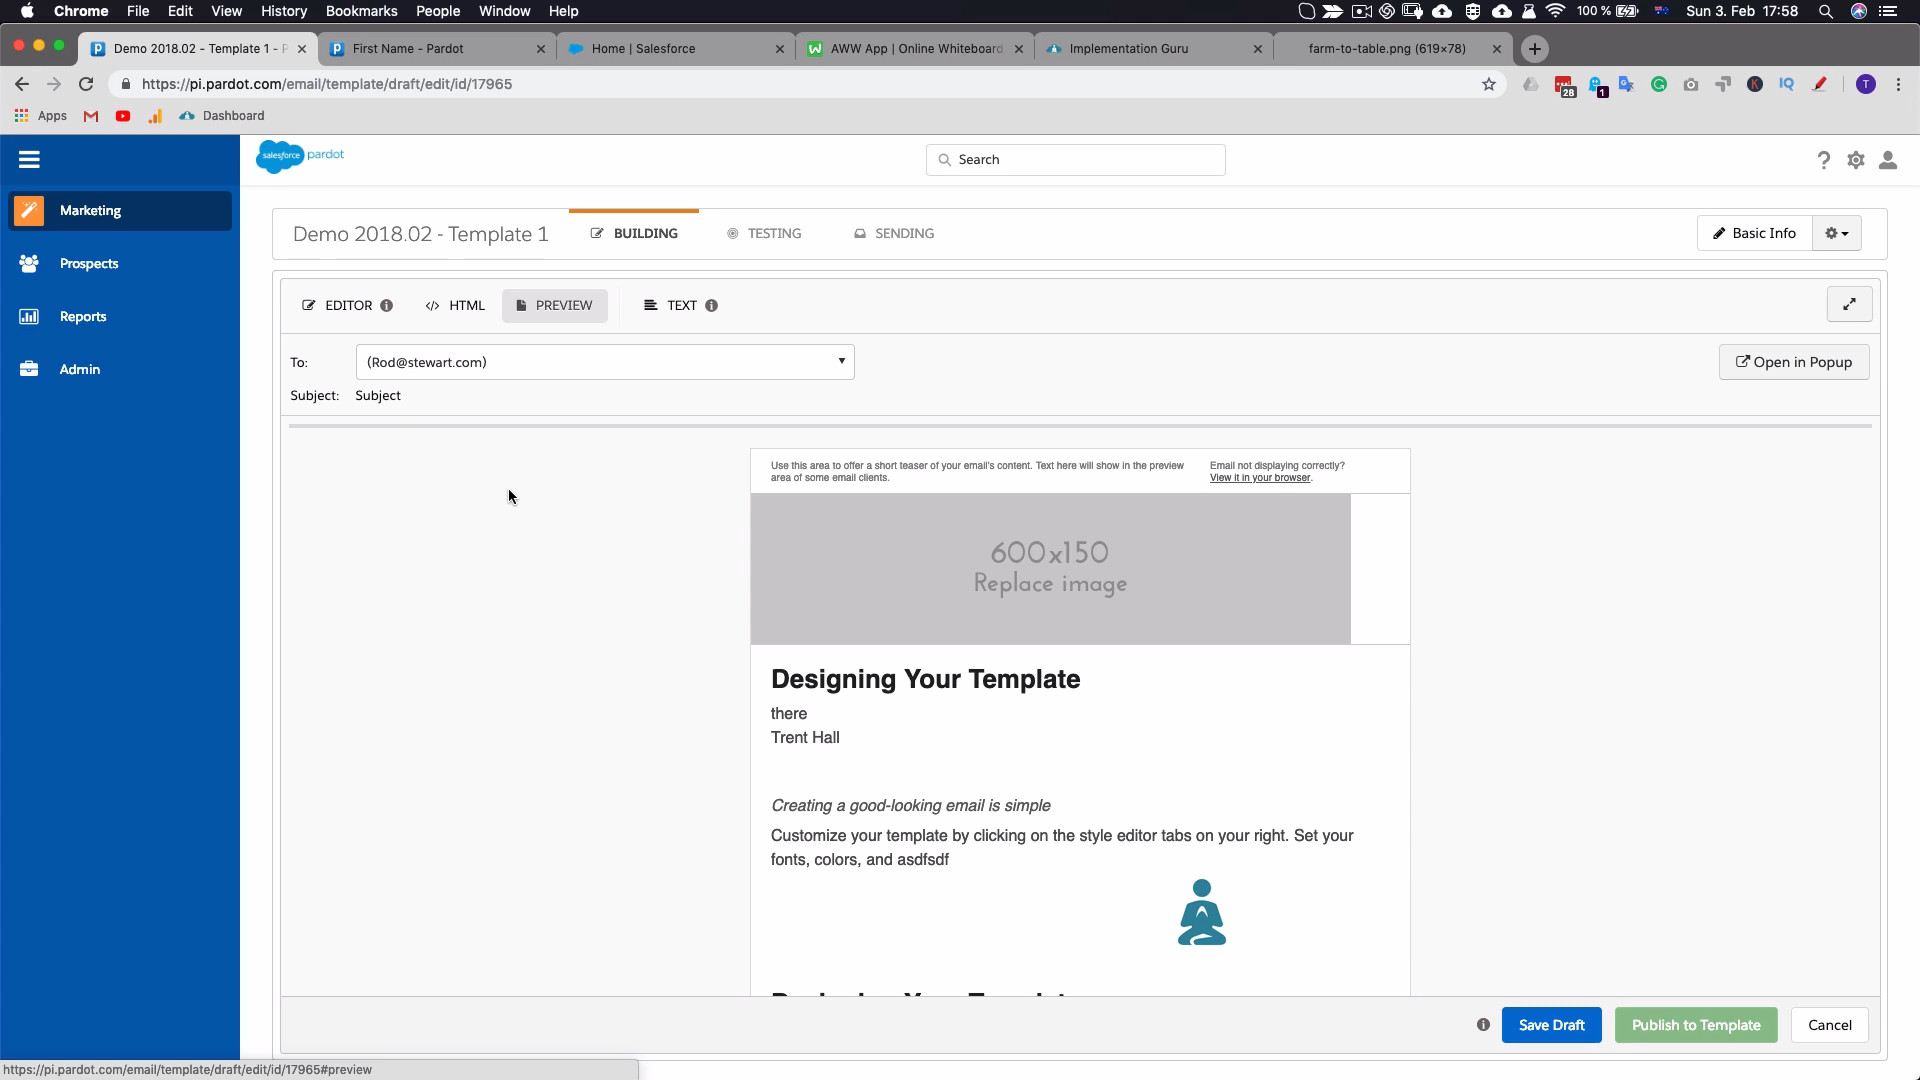 Chrome File Edit View History Bookmarks People Window Help 100 % Sun 3. Feb 17:58
Demo 2018.02 - Template 1 - P First Name - Pardot Home | Salesforce AWW App | Online Whiteboard Implementation Guru farm-to-table.png (619×78)
https://pi.pardot.com/email/template/draft/edit/id/17965 28 1 K IQ T
Apps Dashboard
salesforce pardot Search
Marketing
Prospects
Reports
Admin
Demo 2018.02 - Template 1 BUILDING TESTING SENDING Basic Info
EDITOR HTML PREVIEW TEXT
To: (Rod@stewart.com) Open in Popup
Subject: Subject
Use this area to offer a short teaser of your email's content. Text here will show in the preview
area of some email clients.
Email not displaying correctly?
View it in your browser.
600x150
Replace image
Designing Your Template
there
Trent Hall
Creating a good-looking email is simple
Customize your template by clicking on the style editor tabs on your right. Set your
fonts, colors, and asdfsdf
Save Draft Publish to Template Cancel
https://pi.pardot.com/email/template/draft/edit/id/17965#preview